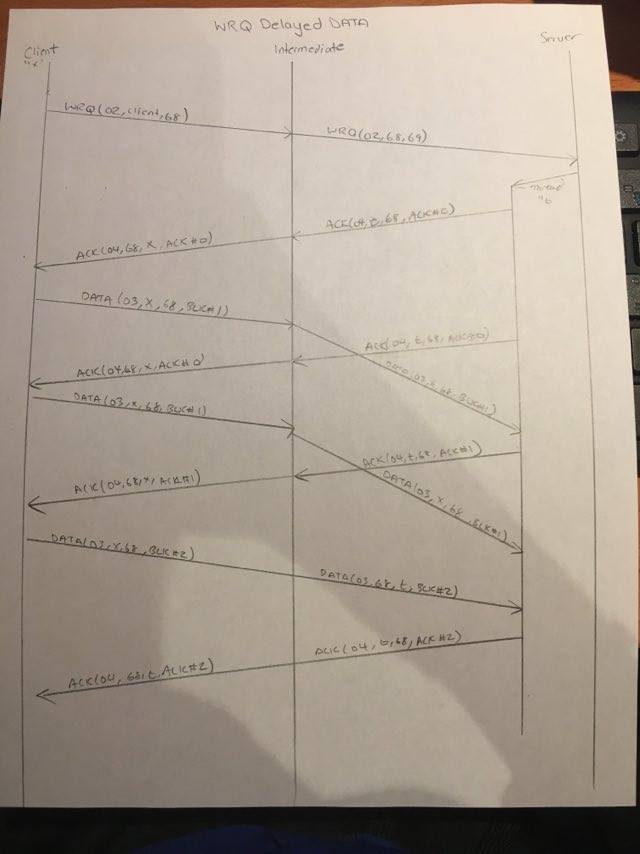 WRQ Delayed DATA
Client
"x"
Intermediate
Server
WRQ(02,client,68)
WRQ(02,68,69)
Thread
"t"
ACK(04,t,68,ACK#0)
ACK(04,68,x,ACK#0)
DATA(03,x,68,BLK#1)
ACK(04,t,68,ACK#0)
ACK(04,68,x,ACK#0)
DATA(03,t,68,BLK#1)
DATA(03,x,68,BLK#1)
ACK(04,t,68,ACK#1)
ACK(04,68,x,ACK#1)
DATA(03,x,68,BLK#1)
DATA(03,x,68,BLK#2)
DATA(03,68,t,BLK#2)
ACK(04,t,68,ACK#2)
ACK(04,68,t,ACK#2)